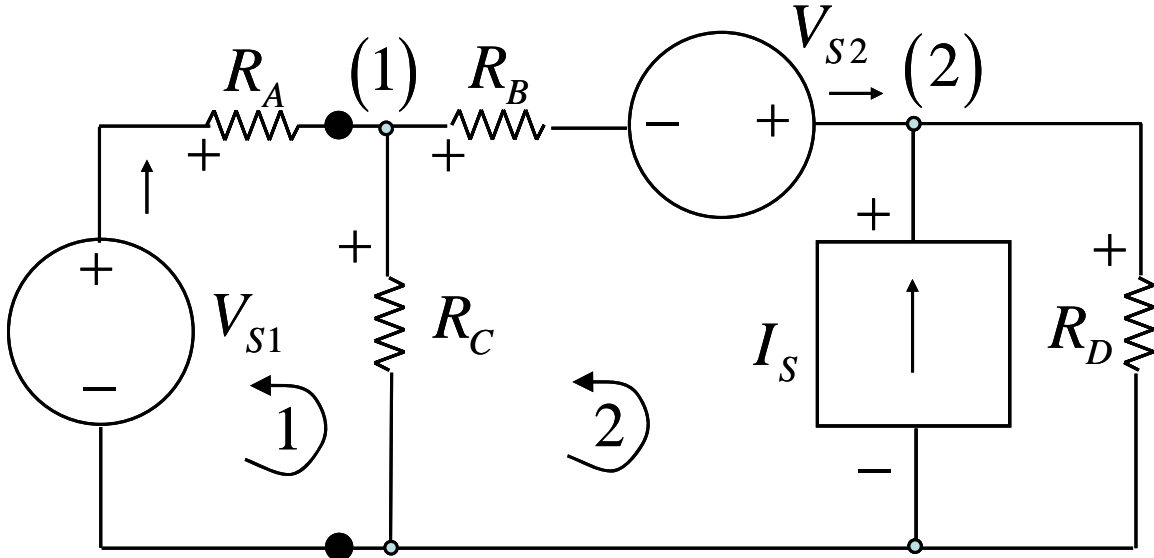 R_A (1) R_B V_S2 (2)
+ + − +
+ + +
+ V_S1 R_C I_S R_D
−
1 2
−